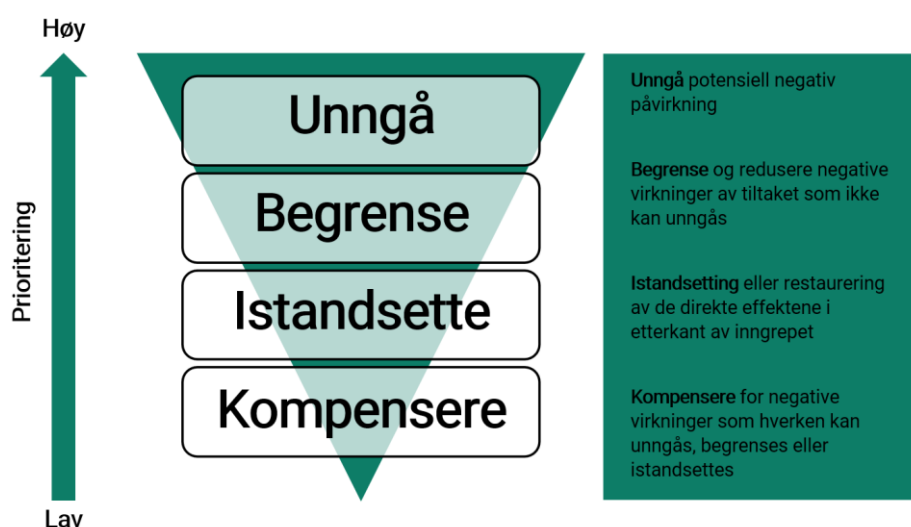 Høy
Prioritering
Lav
Unngå
Begrense
Istandsette
Kompensere
Unngå potensiell negativ
påvirkning
Begrense og redusere negative
virkninger av tiltaket som ikke
kan unngås
Istandsetting eller restaurering
av de direkte effektene i
etterkant av inngrepet
Kompensere for negative
virkninger som hverken kan
unngås, begrenses eller
istandsettes